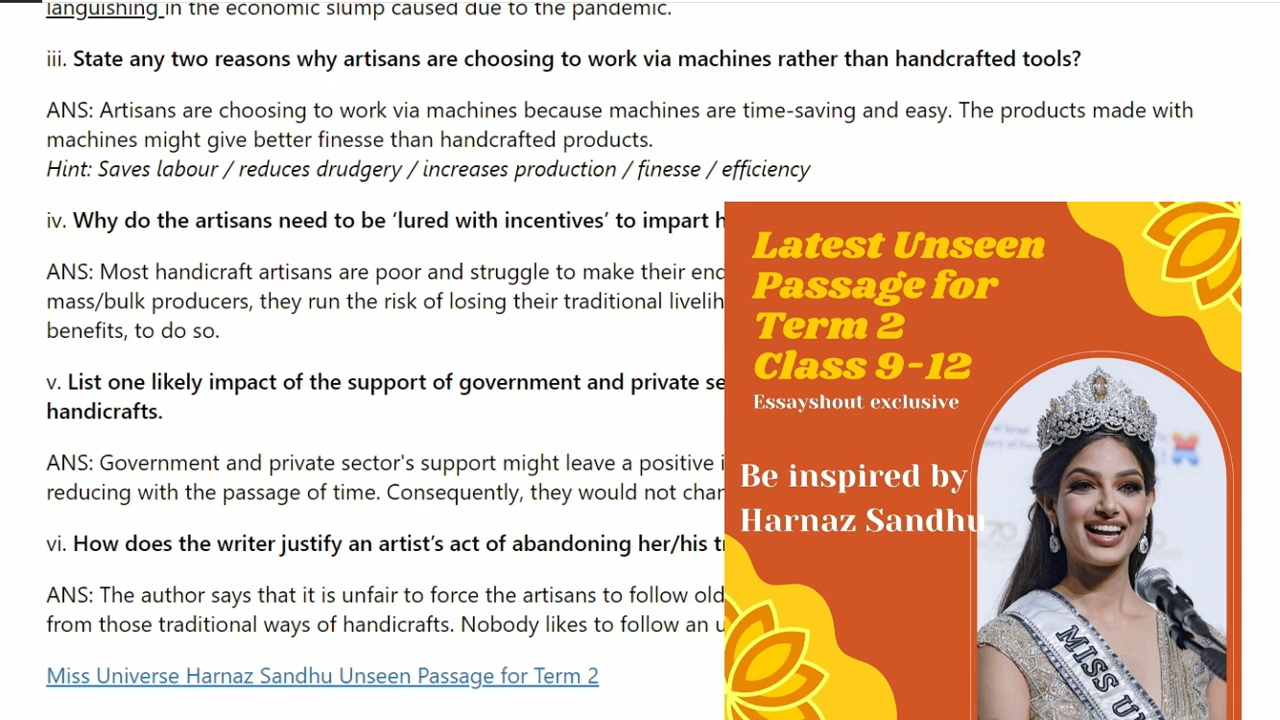 languishing in the economic slump caused due to the pandemic.
iii. State any two reasons why artisans are choosing to work via machines rather than handcrafted tools?
ANS: Artisans are choosing to work via machines because machines are time-saving and easy. The products made with
machines might give better finesse than handcrafted products.
Hint: Saves labour / reduces drudgery / increases production / finesse / efficiency
iv. Why do the artisans need to be ‘lured with incentives’ to impart
ANS: Most handicraft artisans are poor and struggle to make their
mass/bulk producers, they run the risk of losing their traditional
benefits, to do so.
v. List one likely impact of the support of government and private
handicrafts.
ANS: Government and private sector's support might leave a positive
reducing with the passage of time. Consequently, they would not
vi. How does the writer justify an artist’s act of abandoning her/his
ANS: The author says that it is unfair to force the artisans to follow old
from those traditional ways of handicrafts. Nobody likes to follow an
Miss Universe Harnaz Sandhu Unseen Passage for Term 2
Latest Unseen
Passage for
Term 2
Class 9-12
Essayshout exclusive
Be inspired by
Harnaz Sandhu
MISS U